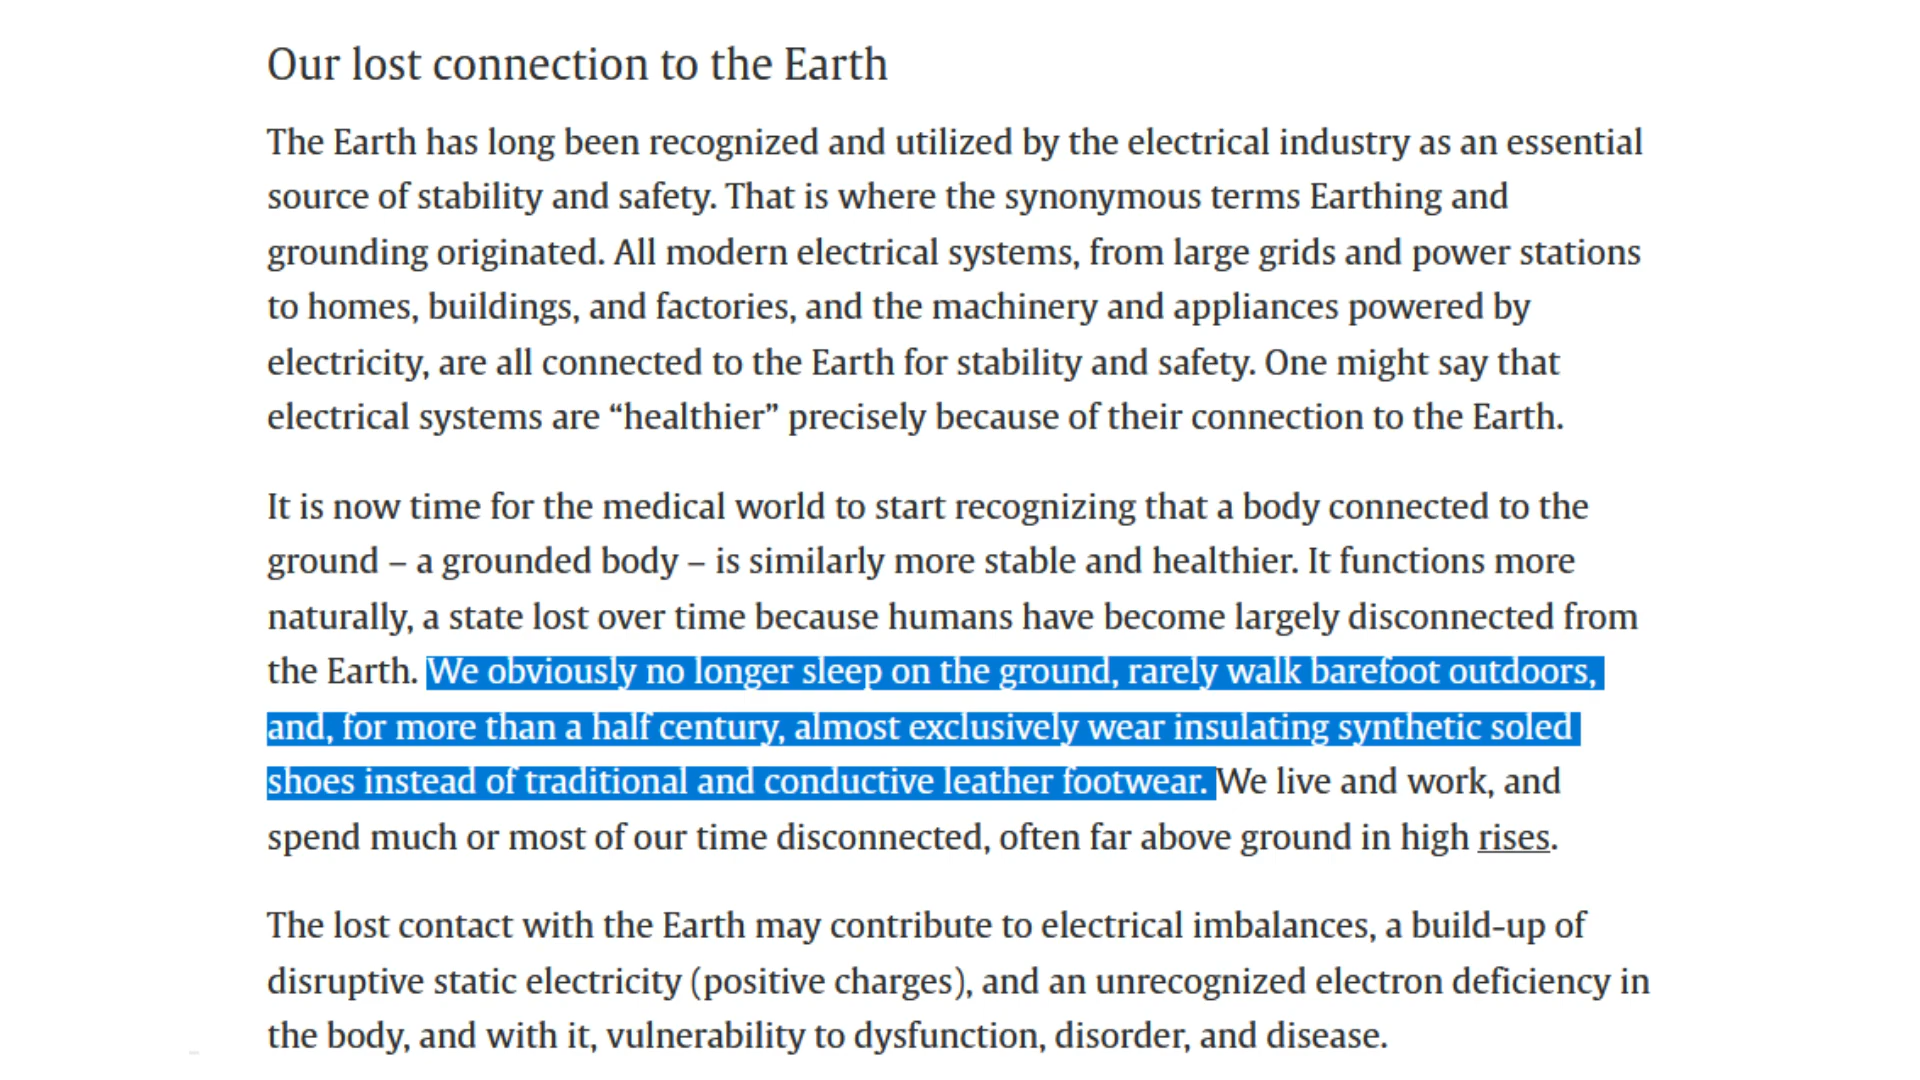 Our lost connection to the Earth
The Earth has long been recognized and utilized by the electrical industry as an essential
source of stability and safety. That is where the synonymous terms Earthing and
grounding originated. All modern electrical systems, from large grids and power stations
to homes, buildings, and factories, and the machinery and appliances powered by
electricity, are all connected to the Earth for stability and safety. One might say that
electrical systems are “healthier” precisely because of their connection to the Earth.
It is now time for the medical world to start recognizing that a body connected to the
ground – a grounded body – is similarly more stable and healthier. It functions more
naturally, a state lost over time because humans have become largely disconnected from
the Earth. We obviously no longer sleep on the ground, rarely walk barefoot outdoors,
and, for more than a half century, almost exclusively wear insulating synthetic soled
shoes instead of traditional and conductive leather footwear. We live and work, and
spend much or most of our time disconnected, often far above ground in high rises.
The lost contact with the Earth may contribute to electrical imbalances, a build-up of
disruptive static electricity (positive charges), and an unrecognized electron deficiency in
the body, and with it, vulnerability to dysfunction, disorder, and disease.